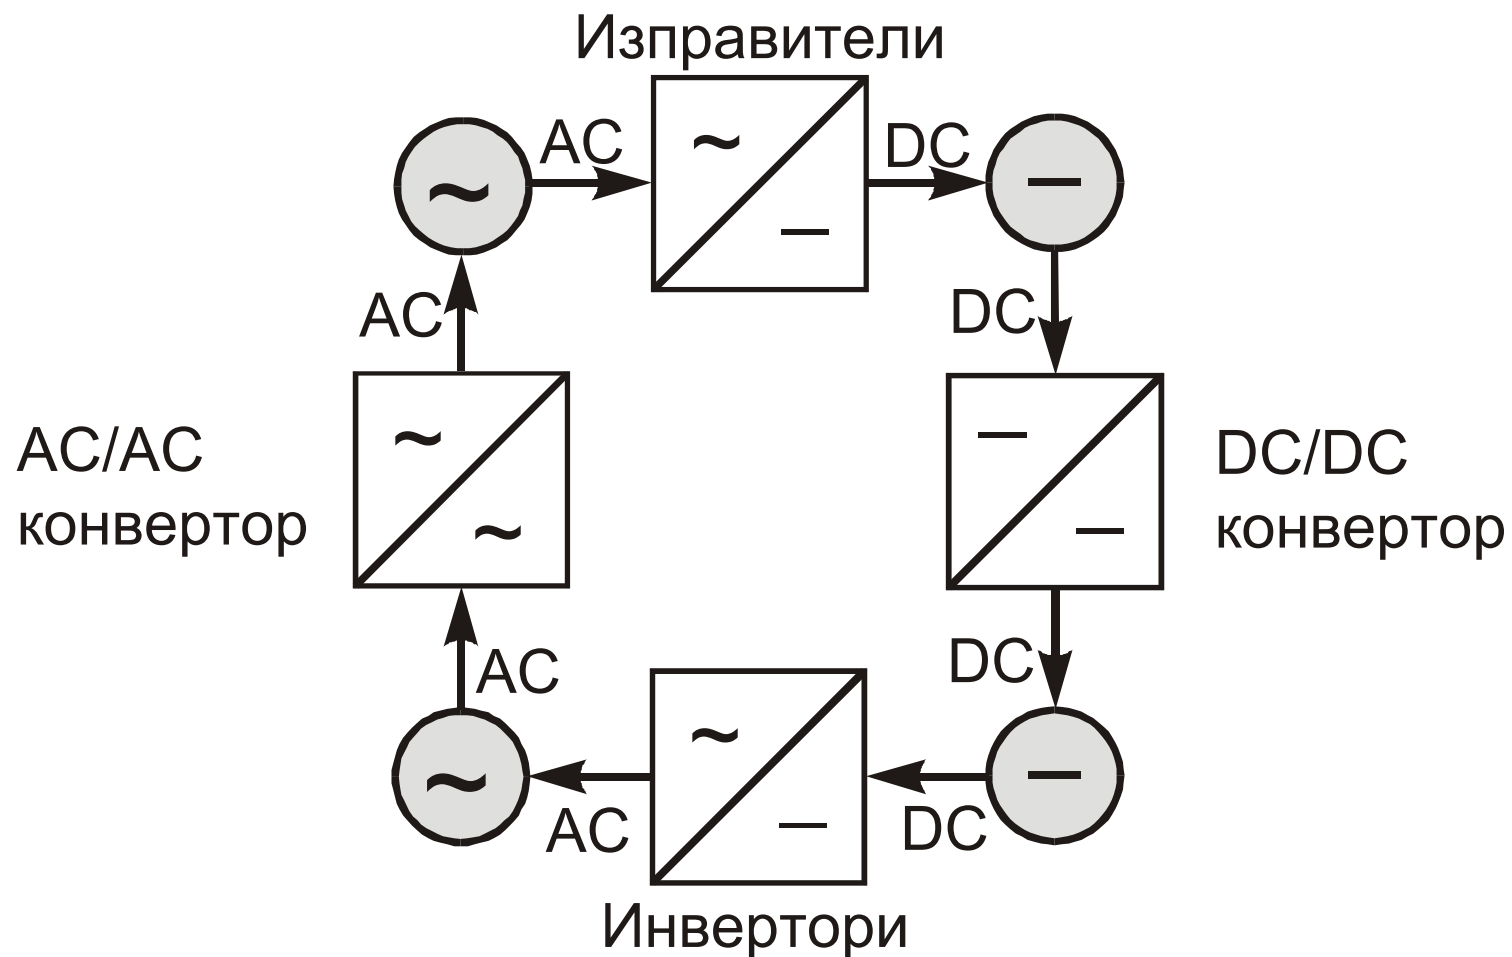 Изправители
AC
DC
~
~
—
—
AC
DC
AC/AC
конвертор
~
~
—
—
DC/DC
конвертор
AC
DC
~
~
—
—
AC
DC
Инвертори